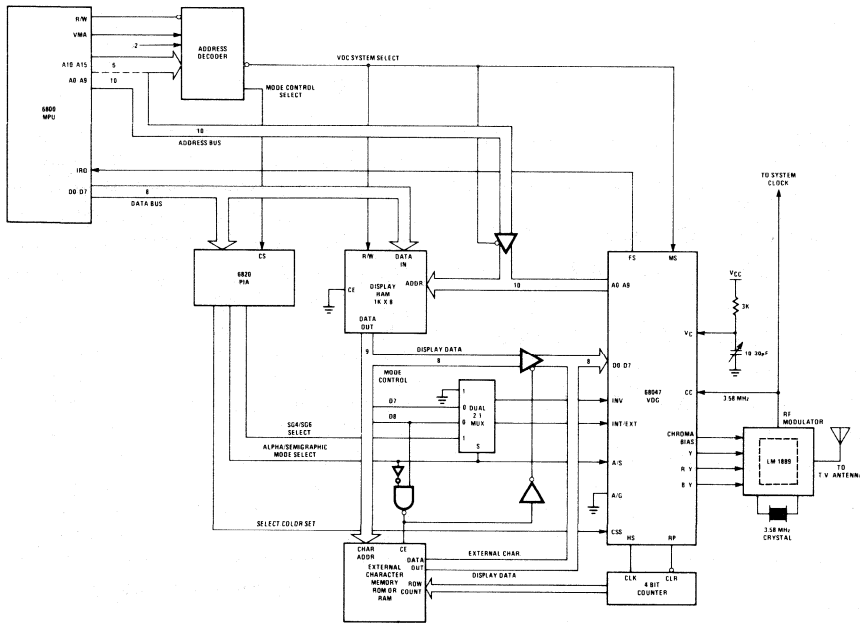 R/W
VMA
.2
A10 A15
5
A0 A9
10
6809
MPU
ADDRESS
DECODER
VDC SYSTEM SELECT
MODE CONTROL
SELECT
10
ADDRESS BUS
IRQ
D0 D7
8
DATA BUS
TO SYSTEM
CLOCK
CS
6820
PIA
R/W
DATA
IN
CE
DISPLAY
RAM
1K X 8
ADDR
DATA
OUT
10
FS
MS
A0 A9
VCC
3K
VC
10 30pF
9
DISPLAY DATA
8
8
D0 D7
MODE
CONTROL
68047
VDG
CC
3.58 MHz
RF
MODULATOR
1
D7
0
D8
0
1
DUAL
2 1
MUX
S
INV
INT/EXT
SG4/SG6
SELECT
ALPHA/SEMIGRAPHIC
MODE SELECT
A/S
CHROMA
BIAS
Y
R Y
B Y
LM 1889
TO
T.V. ANTENNA
A/G
3.58 MHz
CRYSTAL
SELECT COLOR SET
CSS
HS
RP
CHAR
ADDR
CE
DATA
OUT
EXTERNAL CHAR.
EXTERNAL
CHARACTER
MEMORY
ROM OR
RAM
ROW
COUNT
DISPLAY DATA
CLK
CLR
4 BIT
COUNTER